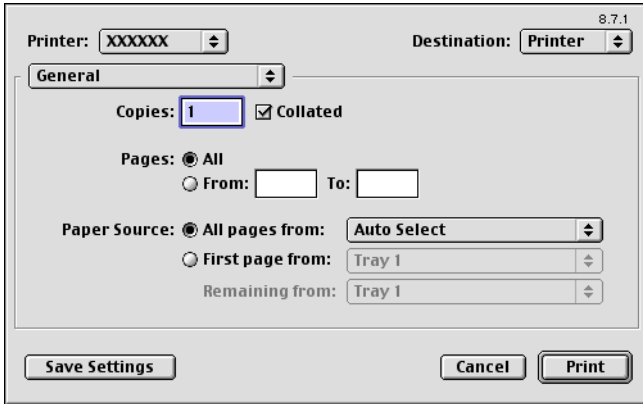 8.7.1
Printer: XXXXXX Destination: Printer
General
Copies: 1 Collated
Pages: All
From: To:
Paper Source: All pages from: Auto Select
First page from: Tray 1
Remaining from: Tray 1
Save Settings Cancel Print